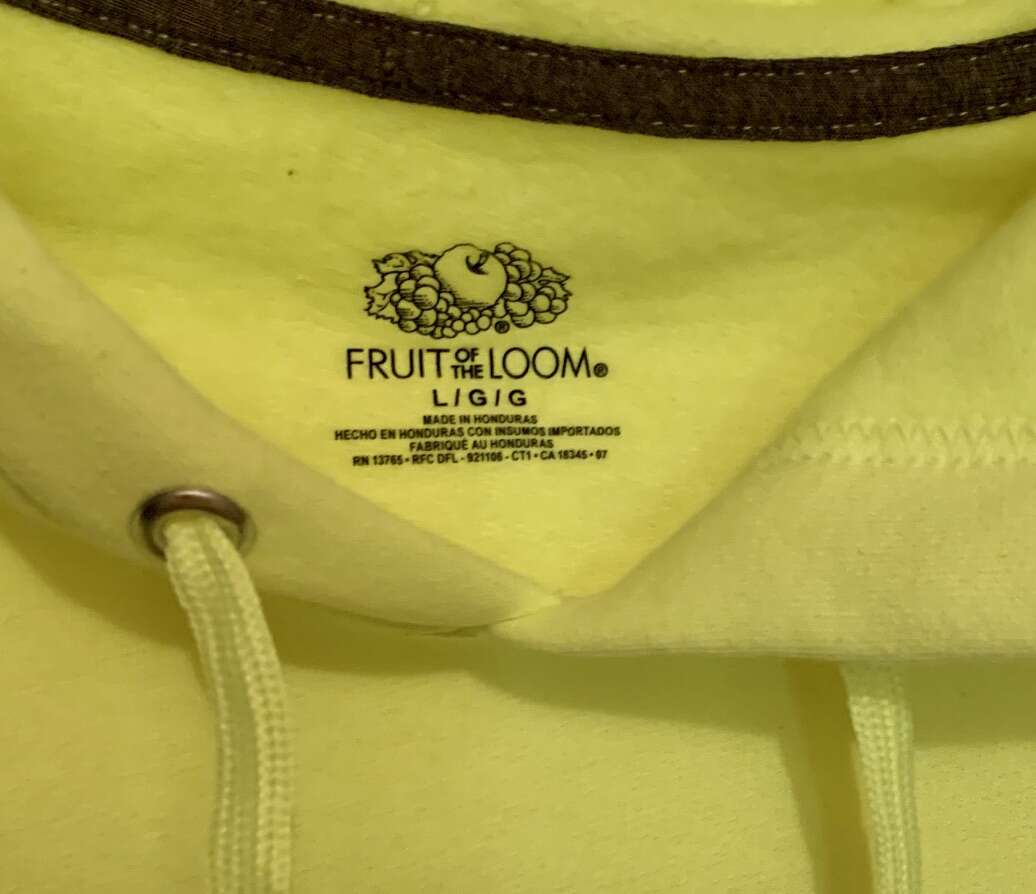 FRUIT OF THE LOOM®
L / G / G
MADE IN HONDURAS
HECHO EN HONDURAS CON INSUMOS IMPORTADOS
FABRIQUÉ AU HONDURAS
RN 13765 • RFC DFL - 921106 - CT1 • CA 18345 • 07